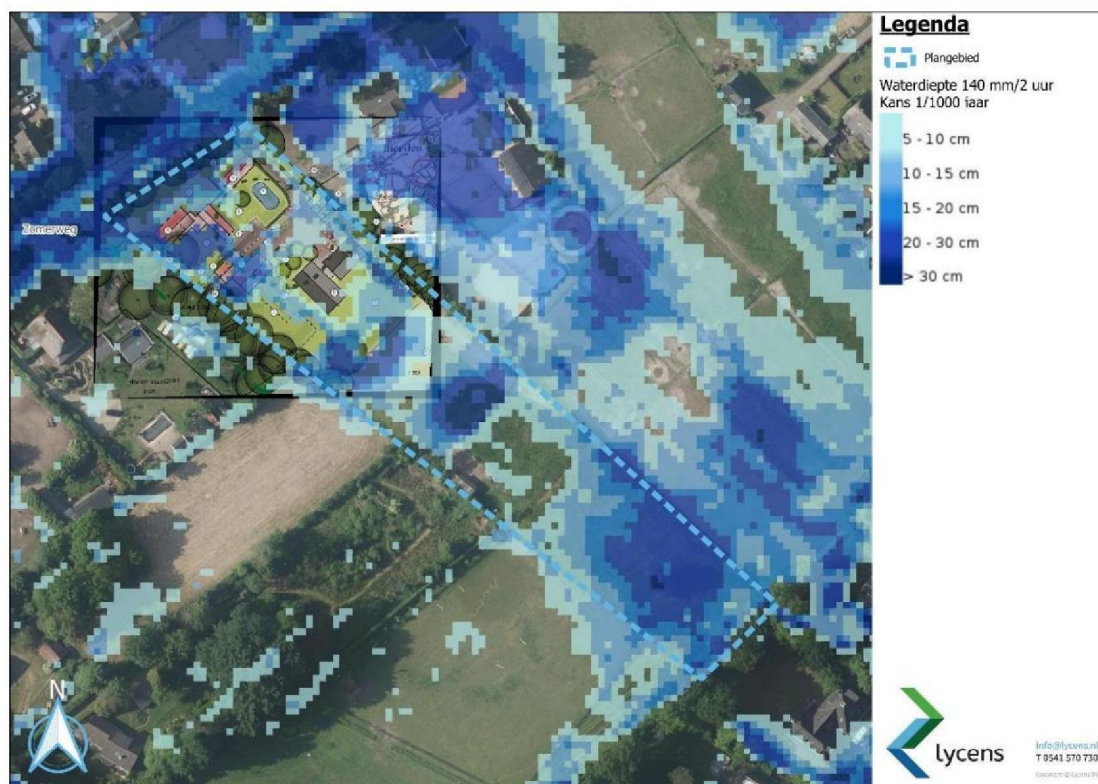 Legenda
Plangebied
Waterdiepte 140 mm/2 uur
Kans 1/1000 jaar
5 - 10 cm
10 - 15 cm
15 - 20 cm
20 - 30 cm
> 30 cm
Zomerweg
N
lycens
info@lycens.nl
T 0541 570 730